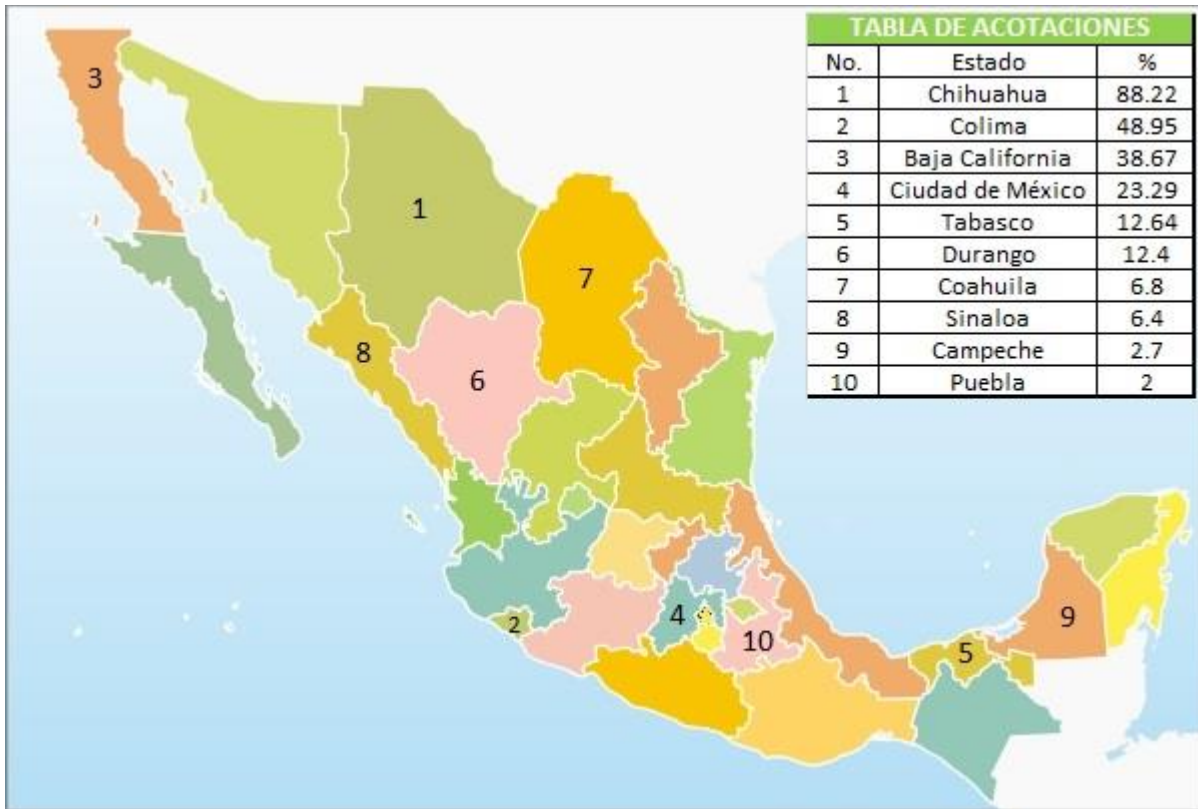 TABLA DE ACOTACIONES
No. Estado %
1 Chihuahua 88.22
2 Colima 48.95
3 Baja California 38.67
4 Ciudad de México 23.29
5 Tabasco 12.64
6 Durango 12.4
7 Coahuila 6.8
8 Sinaloa 6.4
9 Campeche 2.7
10 Puebla 2
3
1
7
8
6
2
4
10
5
9